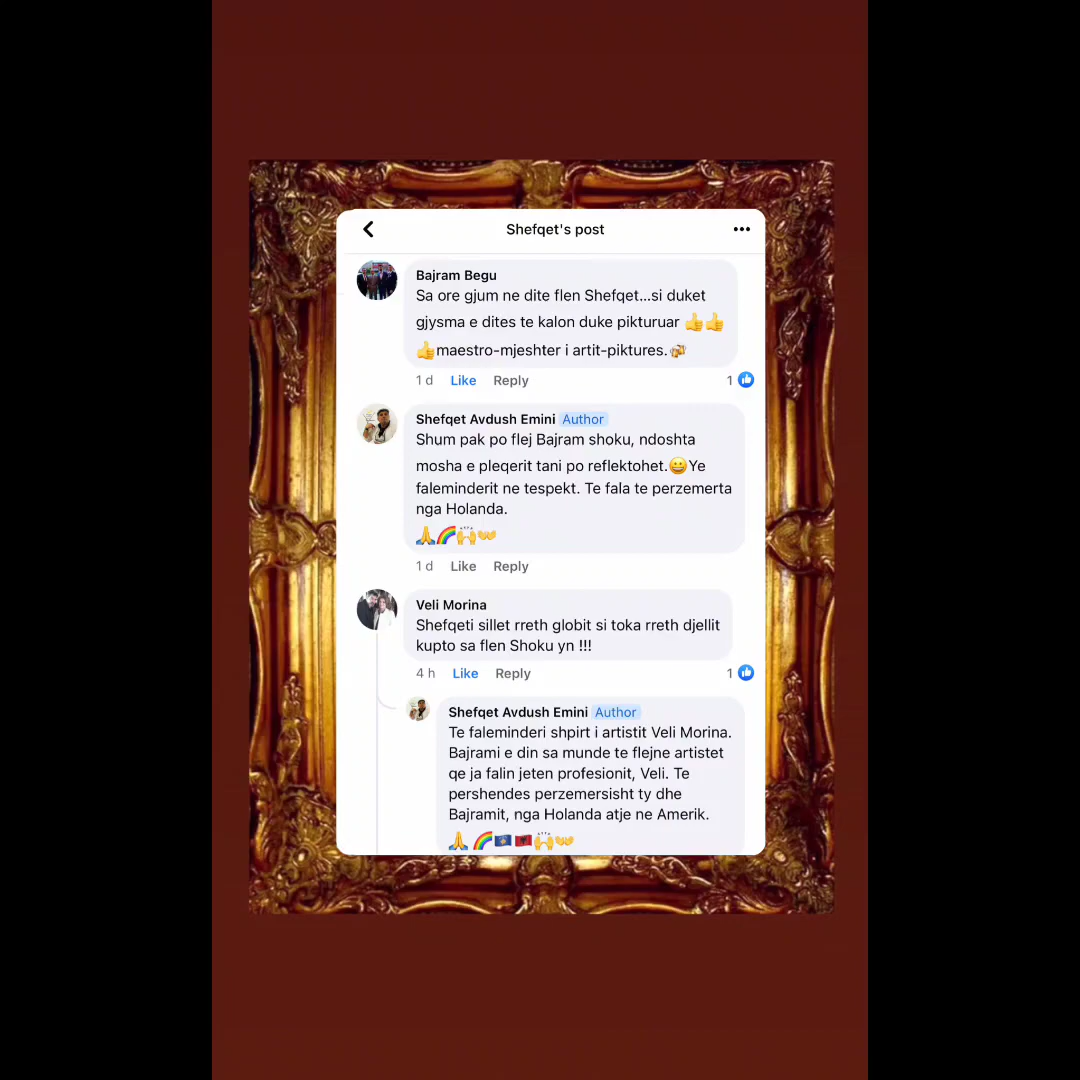 Shefqet's post
Bajram Begu
Sa ore gjum ne dite flen Shefqet...si duket
gjysma e dites te kalon duke pikturuar 👍👍
👍maestro-mjeshter i artit-piktures.🍻
1 d Like Reply 1
Shefqet Avdush Emini Author
Shum pak po flej Bajram shoku, ndoshta
mosha e pleqerit tani po reflektohet.😀Ye
faleminderit ne tespekt. Te fala te perzemerta
nga Holanda.
🙏🌈🙌👐
1 d Like Reply
Veli Morina
Shefqeti sillet rreth globit si toka rreth djellit
kupto sa flen Shoku yn !!!
4 h Like Reply 1
Shefqet Avdush Emini Author
Te faleminderi shpirt i artistit Veli Morina.
Bajrami e din sa munde te flejne artistet
qe ja falin jeten profesionit, Veli. Te
pershendes perzemersisht ty dhe
Bajramit, nga Holanda atje ne Amerik.
🙏 🌈🇽🇰🇦🇱🙌👐